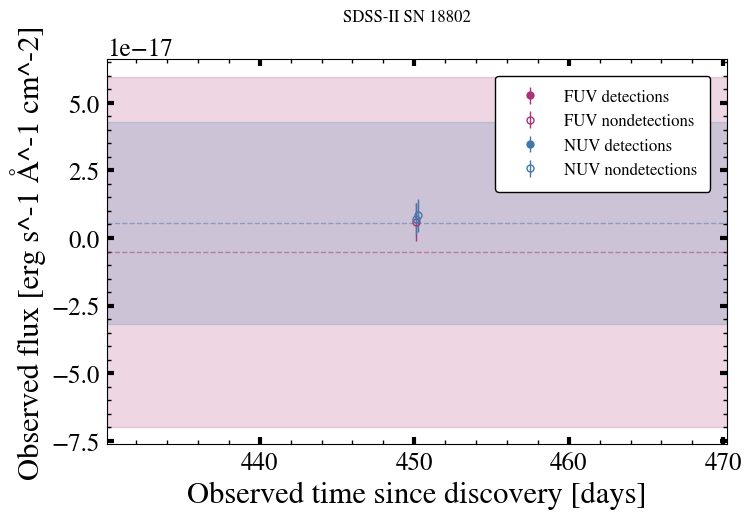 SDSS-II SN 18802
1e−17
Observed flux [erg s^-1 Å^-1 cm^-2]
5.0
2.5
0.0
−2.5
−5.0
−7.5
FUV detections
FUV nondetections
NUV detections
NUV nondetections
440
450
460
470
Observed time since discovery [days]